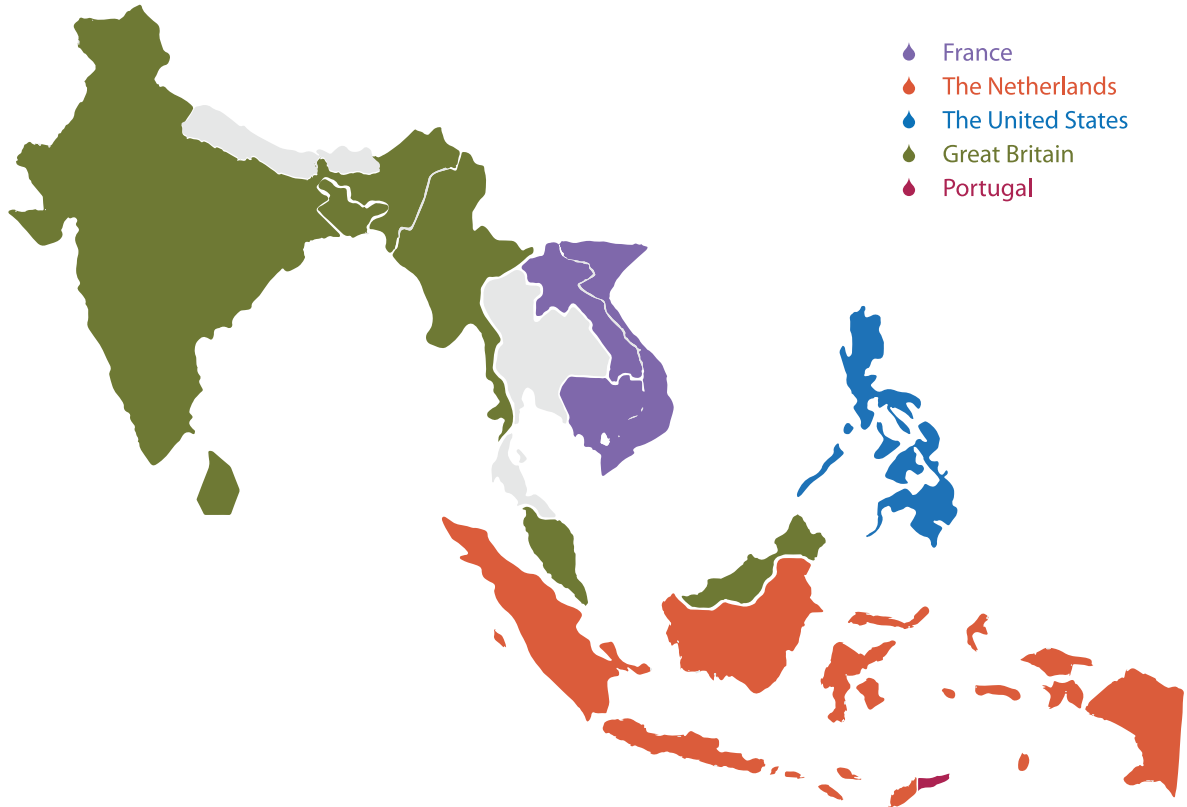 France
The Netherlands
The United States
Great Britain
Portugal